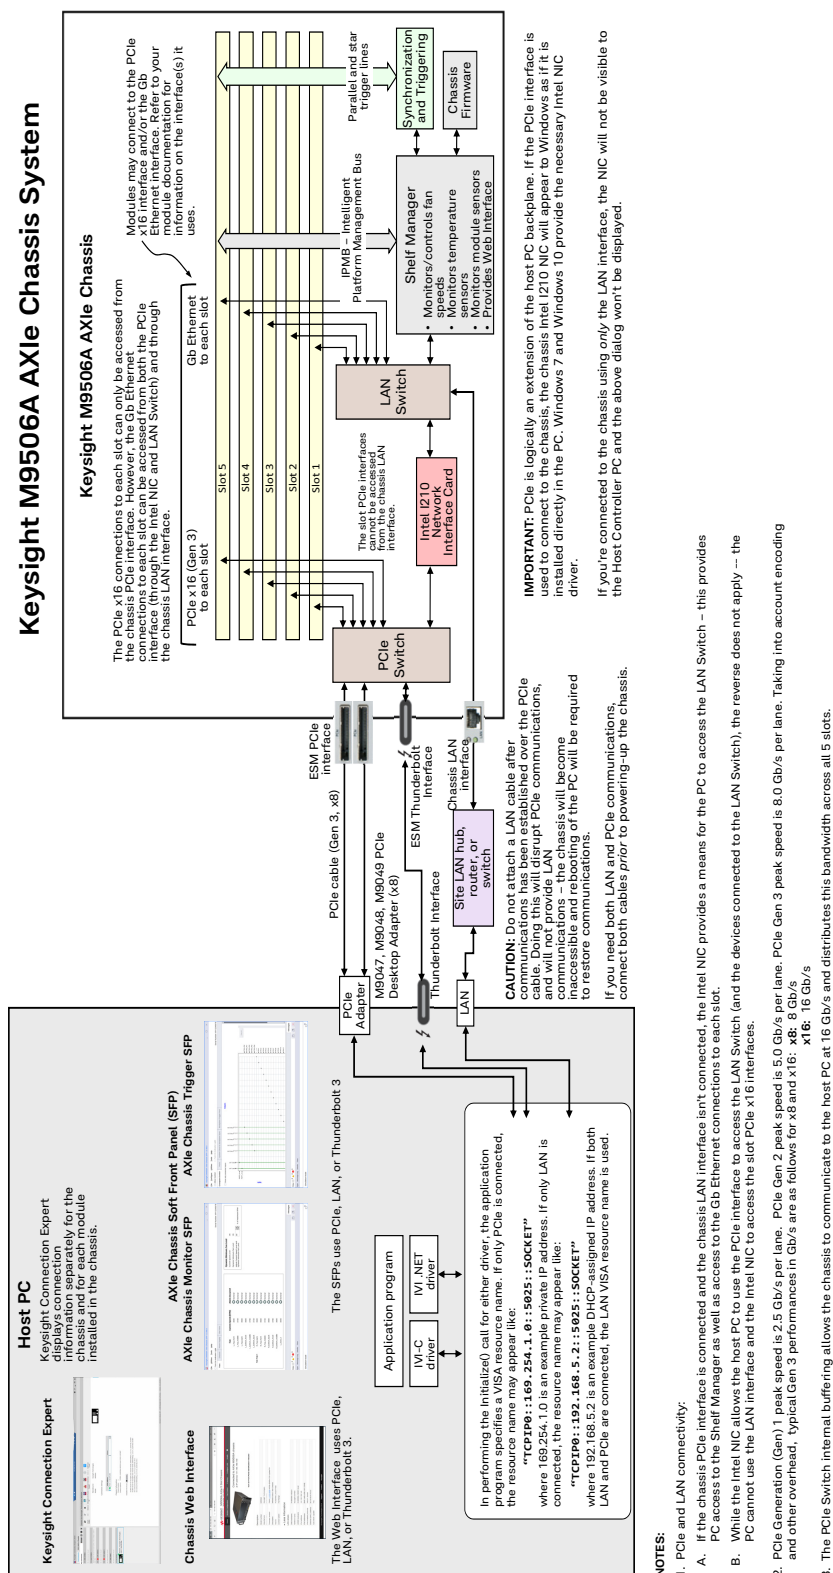 Keysight M9506A AXIe Chassis System
Host PC
Keysight Connection Expert
Keysight Connection Expert
displays connection
information separately for the
chassis and for each module
installed in the chassis.
Chassis Web Interface
The Web Interface uses PCIe,
LAN, or Thunderbolt 3.
AXIe Chassis Soft Front Panel (SFP)
AXIe Chassis Monitor SFP
AXIe Chassis Trigger SFP
The SFPs use PCIe, LAN, or Thunderbolt 3
Application program
IVI-C
driver
IVI .NET
driver
In performing the Initialize() call for either driver, the application
program specifies a VISA resource name. If only PCIe is connected,
the resource name may appear like:
“TCPIP0::169.254.1.0::5025::SOCKET”
where 169.254.1.0 is an example private IP address. If only LAN is
connected, the resource name may appear like:
“TCPIP0::192.168.5.2::5025::SOCKET”
where 192.168.5.2 is an example DHCP-assigned IP address. If both
LAN and PCIe are connected, the LAN VISA resource name is used.
PCIe
Adapter
LAN
PCIe cable (Gen 3, x8)
M9047, M9048, M9049 PCIe
Desktop Adapter (x8)
Thunderbolt Interface
ESM PCIe
interface
ESM Thunderbolt
Interface
Chassis LAN
interface
Site LAN hub,
router, or
switch
Keysight M9506A AXIe Chassis
The PCIe x16 connections to each slot can only be accessed from
the chassis PCIe interface. However, the Gb Ethernet
connections to each slot can be accessed from both the PCIe
interface (through the Intel NIC and LAN Switch) and through
the chassis LAN interface.
Modules may connect to the PCIe
x16 interface and/or the Gb
Ethernet interface. Refer to your
module documentation for
information on the interface(s) it
uses.
PCIe x16 (Gen 3)
to each slot
Gb Ethernet
to each slot
Slot 5
Slot 4
Slot 3
Slot 2
Slot 1
PCIe
Switch
The slot PCIe interfaces
cannot be accessed
from the chassis LAN
interface.
Intel I210
Network
Interface Card
LAN
Switch
IPMB – Intelligent
Platform Management Bus
Parallel and star
trigger lines
Shelf Manager
• Monitors/controls fan
speeds
• Monitors temperature
sensors
• Monitors module sensors
• Provides Web Interface
Synchronization
and Triggering
Chassis
Firmware
CAUTION: Do not attach a LAN cable after
communications has been established over the PCIe
cable. Doing this will disrupt PCIe communications,
and will not provide LAN
communications – the chassis will become
inaccessible and rebooting of the PC will be required
to restore communications.
If you need both LAN and PCIe communications,
connect both cables prior to powering-up the chassis.
IMPORTANT: PCIe is logically an extension of the host PC backplane. If the PCIe interface is
used to connect to the chassis, the chassis Intel I210 NIC will appear to Windows as if it is
installed directly in the PC. Windows 7 and Windows 10 provide the necessary Intel NIC
driver.
If you're connected to the chassis using only the LAN interface, the NIC will not be visible to
the Host Controller PC and the above dialog won't be displayed.
NOTES:
1. PCIe and LAN connectivity:
A. If the chassis PCIe interface is connected and the chassis LAN interface isn't connected, the Intel NIC provides a means for the PC to access the LAN Switch – this provides
PC access to the Shelf Manager as well as access to the Gb Ethernet connections to each slot.
B. While the Intel NIC allows the host PC to use the PCIe interface to access the LAN Switch (and the devices connected to the LAN Switch), the reverse does not apply -- the
PC cannot use the LAN interface and the Intel NIC to access the slot PCIe x16 interfaces.
2. PCIe Generation (Gen) 1 peak speed is 2.5 Gb/s per lane. PCIe Gen 2 peak speed is 5.0 Gb/s per lane. PCIe Gen 3 peak speed is 8.0 Gb/s per lane. Taking into account encoding
and other overhead, typical Gen 3 performances in Gb/s are as follows for x8 and x16: x8: 8 Gb/s
x16: 16 Gb/s
3. The PCIe Switch internal buffering allows the chassis to communicate to the host PC at 16 Gb/s and distributes this bandwidth across all 5 slots.